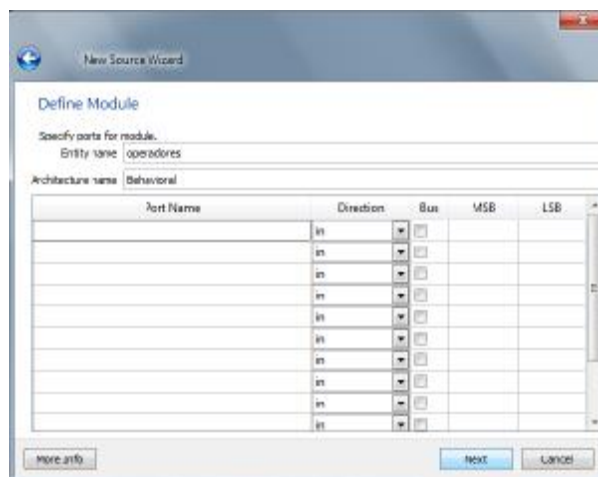 New Source Wizard
Define Module
Specify ports for module.
Entity name operadores
Architecture name Behavioral
Port Name Direction Bus MSB LSB
in
in
in
in
in
in
in
in
in
in
More Info Next Cancel